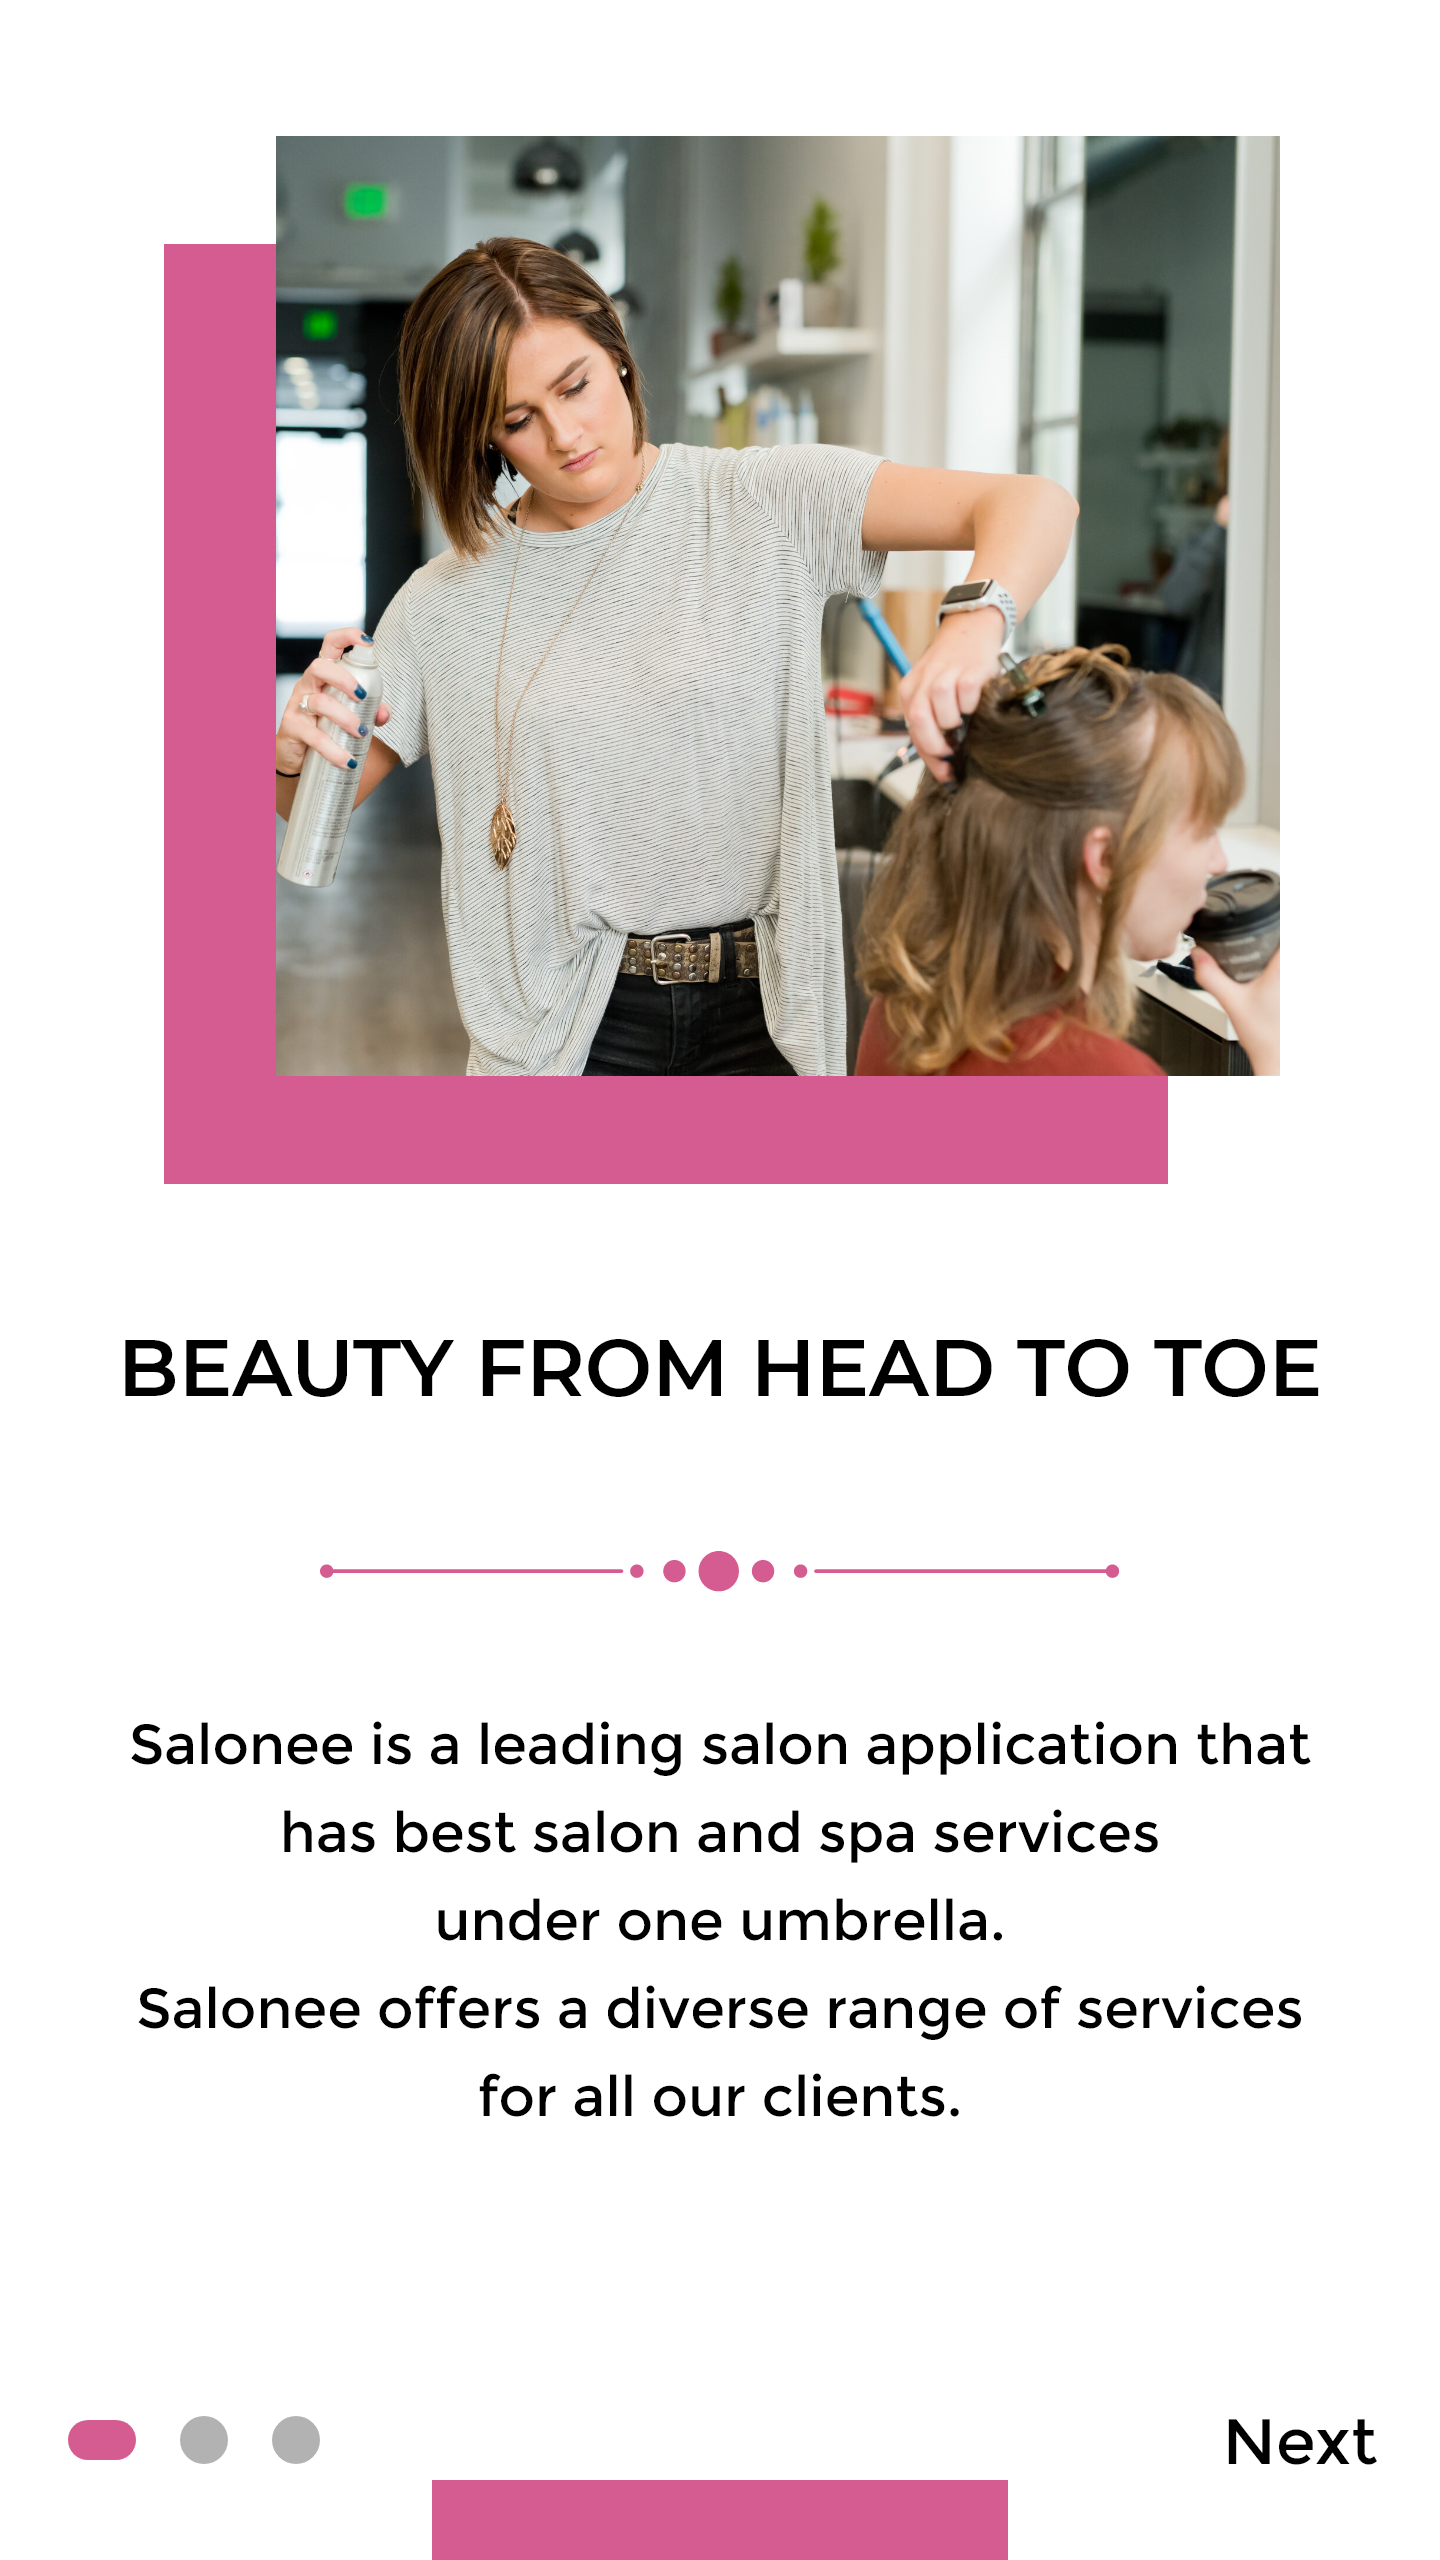 BEAUTY FROM HEAD TO TOE
Salonee is a leading salon application that
has best salon and spa services
under one umbrella.
Salonee offers a diverse range of services
for all our clients.
Next